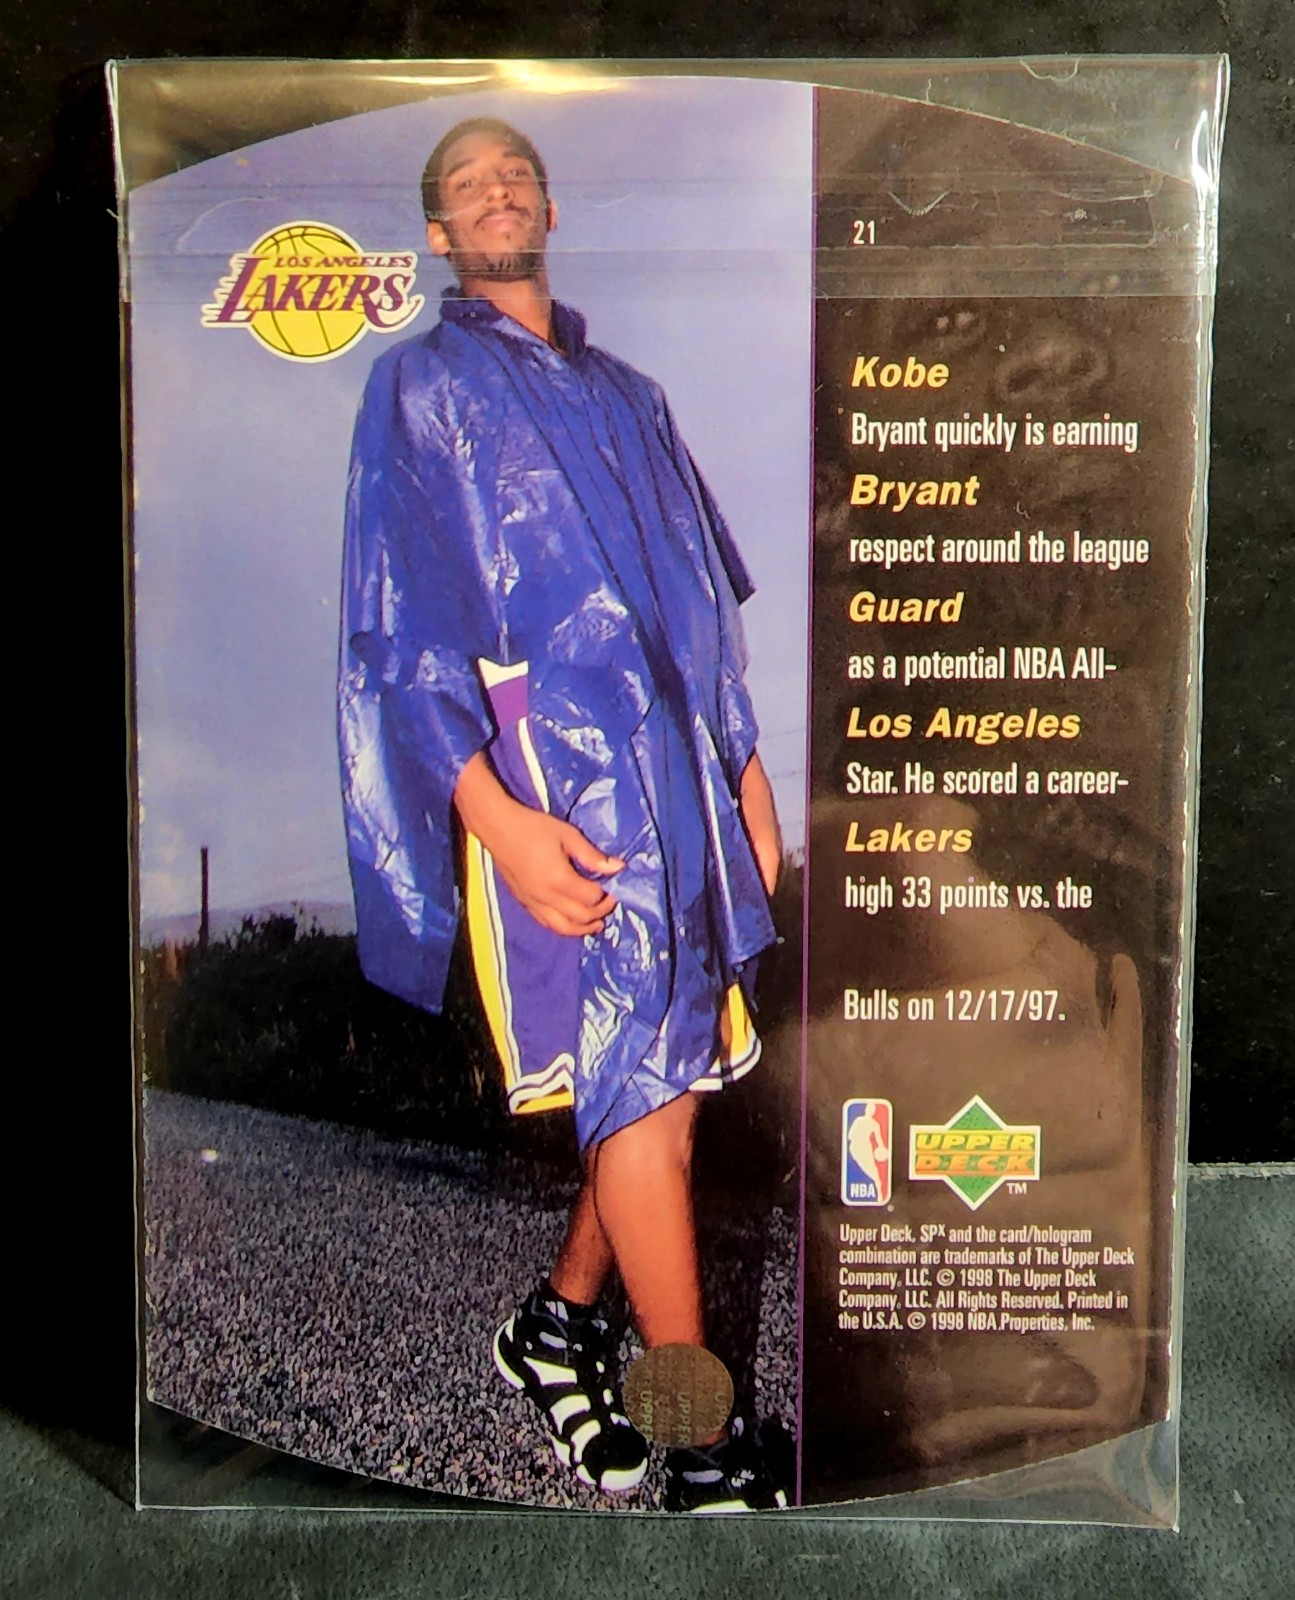 LOS ANGELES
LAKERS
21
Kobe
Bryant quickly is earning
Bryant
respect around the league
Guard
as a potential NBA All-
Los Angeles
Star. He scored a career-
Lakers
high 33 points vs. the
Bulls on 12/17/97.
NBA
UPPER
DECK
TM
Upper Deck, SPx and the card/hologram
combination are trademarks of The Upper Deck
Company, LLC. © 1998 The Upper Deck
Company, LLC. All Rights Reserved. Printed in
the U.S.A. © 1998 NBA Properties, Inc.